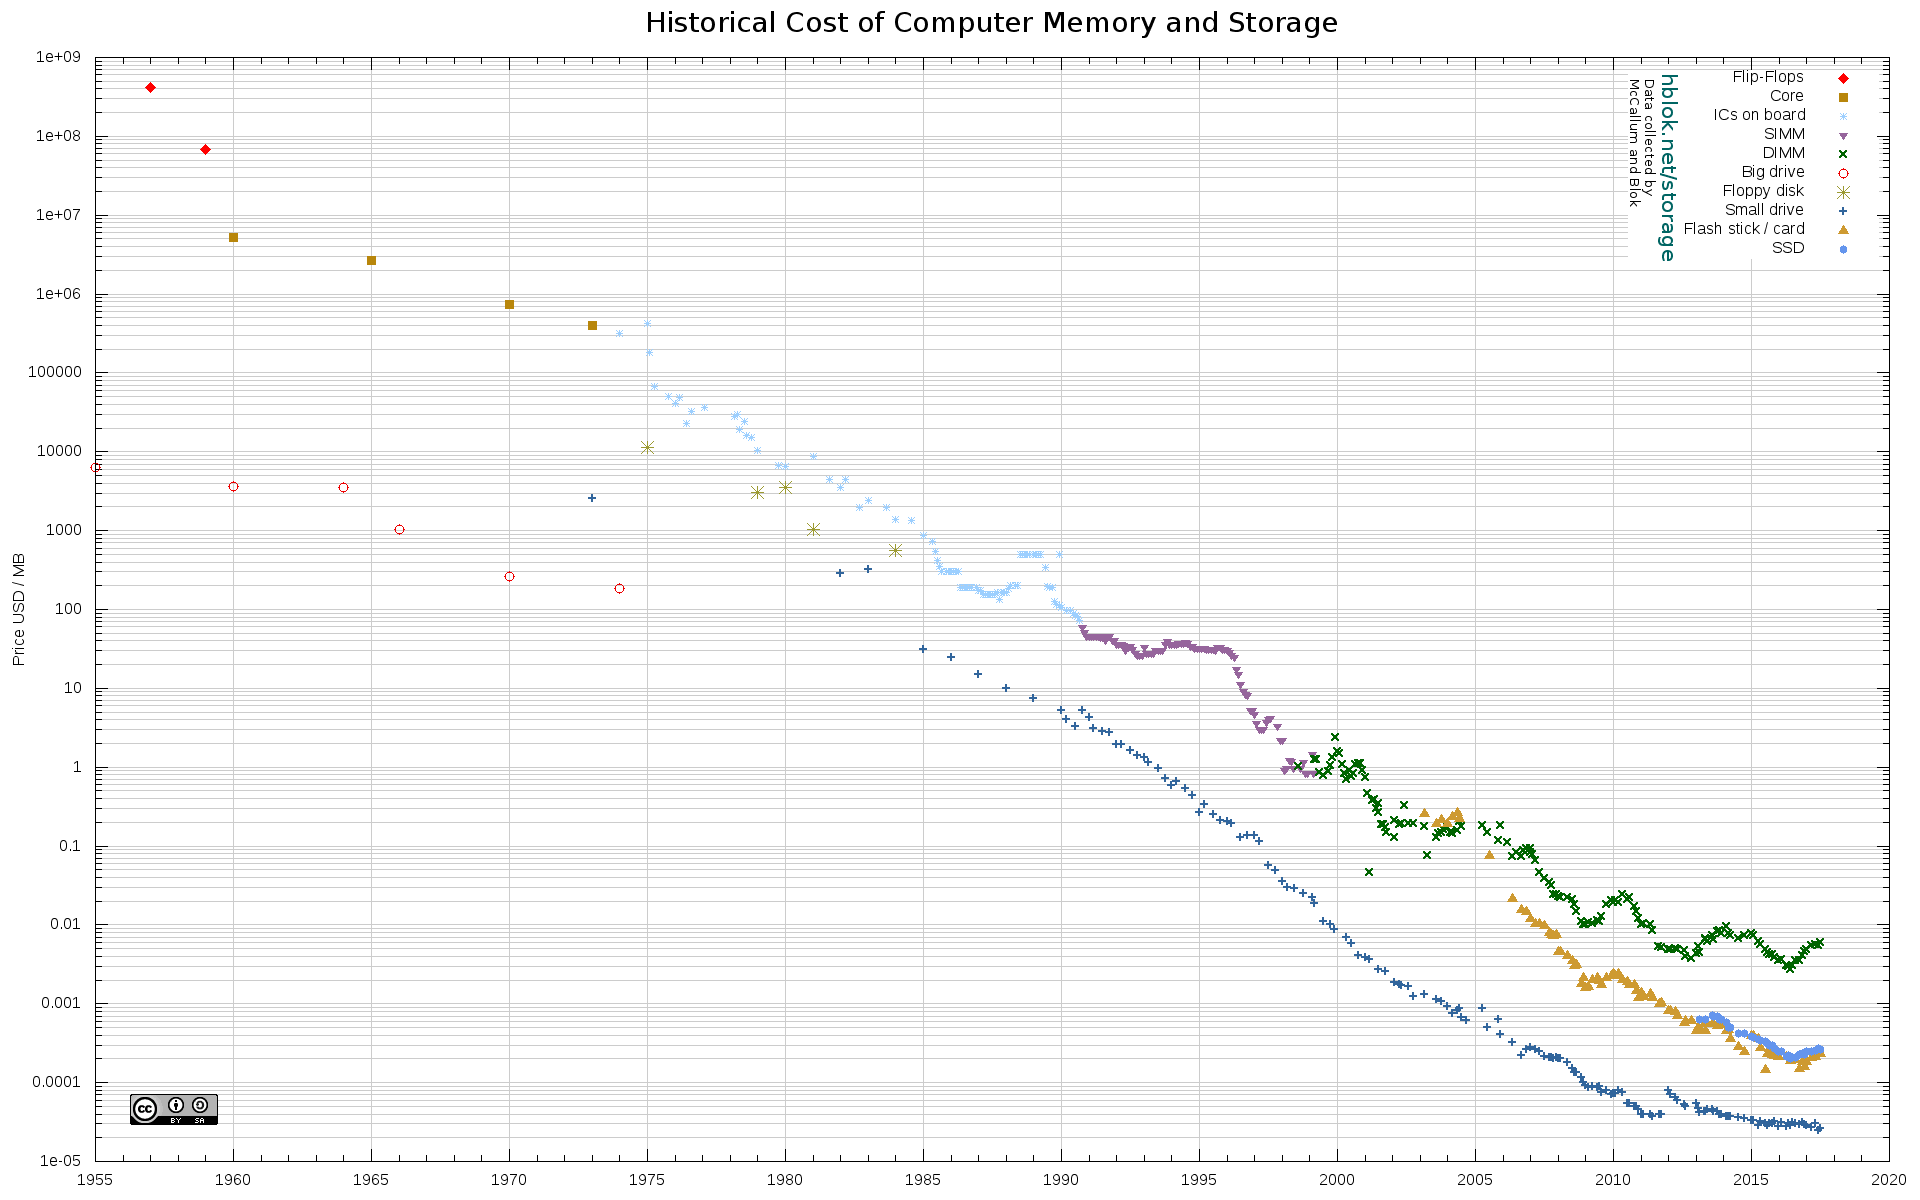 Historical Cost of Computer Memory and Storage
1e+09
1e+08
1e+07
1e+06
100000
10000
1000
100
10
1
0.1
0.01
0.001
0.0001
1e-05
Price USD / MB
1955
1960
1965
1970
1975
1980
1985
1990
1995
2000
2005
2010
2015
2020
Flip-Flops
Core
ICs on board
SIMM
DIMM
Big drive
Floppy disk
Small drive
Flash stick / card
SSD
hblok.net/storage
Data collected by
McCallum and Blok
cc
BY SA